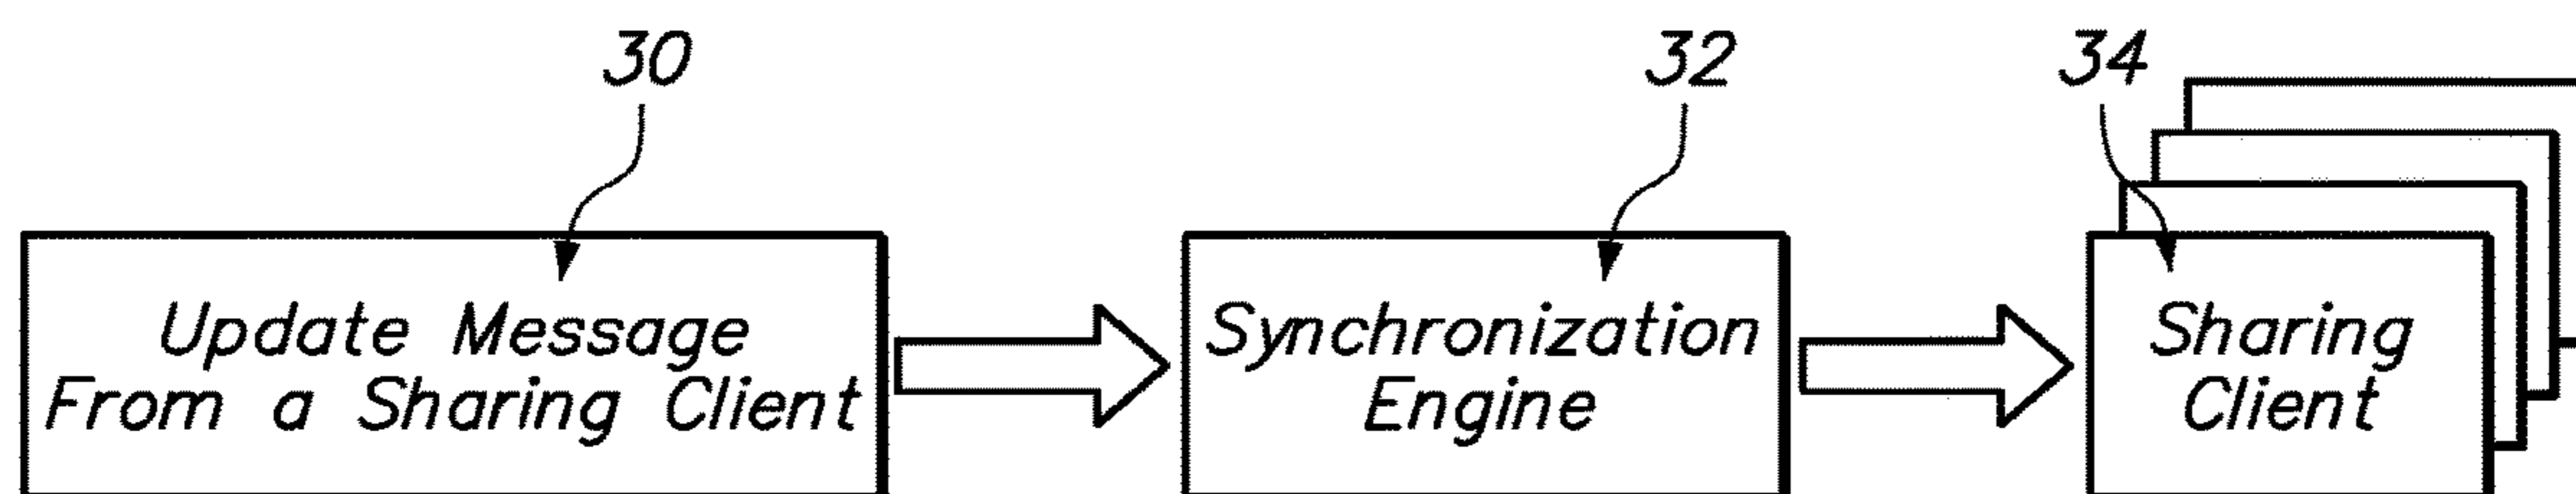 30
32
34
Update Message
From a Sharing Client
Synchronization
Engine
Sharing
Client